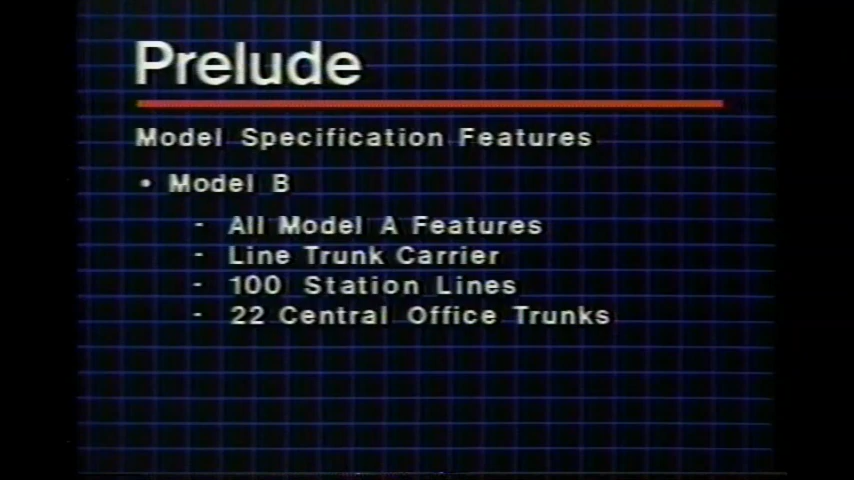 Prelude
Model Specification Features
• Model B
- All Model A Features
- Line Trunk Carrier
- 100 Station Lines
- 22 Central Office Trunks